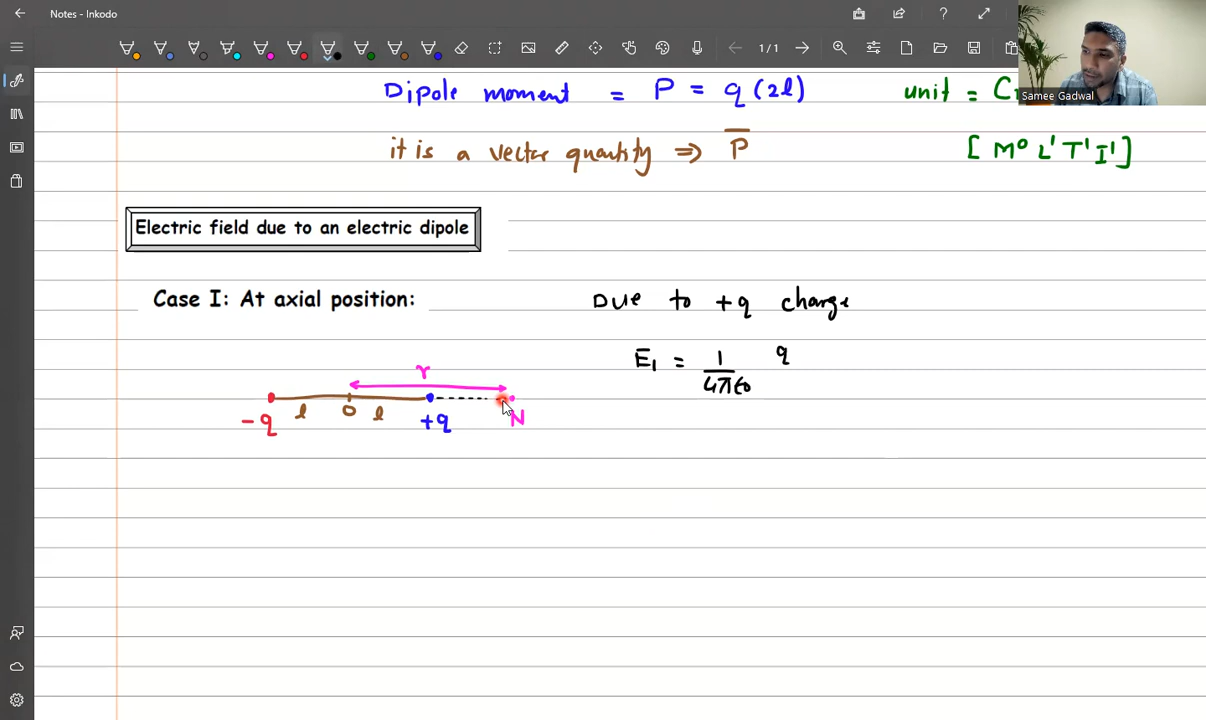 Notes - Inkodo
1/1
Samee Gadwal
Dipole moment = P = q (2l) unit = C
it is a vector quantity ⇒ P̅ [ M⁰ L¹ T¹ I¹ ]
Electric field due to an electric dipole
Case I: At axial position: Due to +q charge
E₁ = 1/4πϵ₀ q
r
l O l
-q +q N